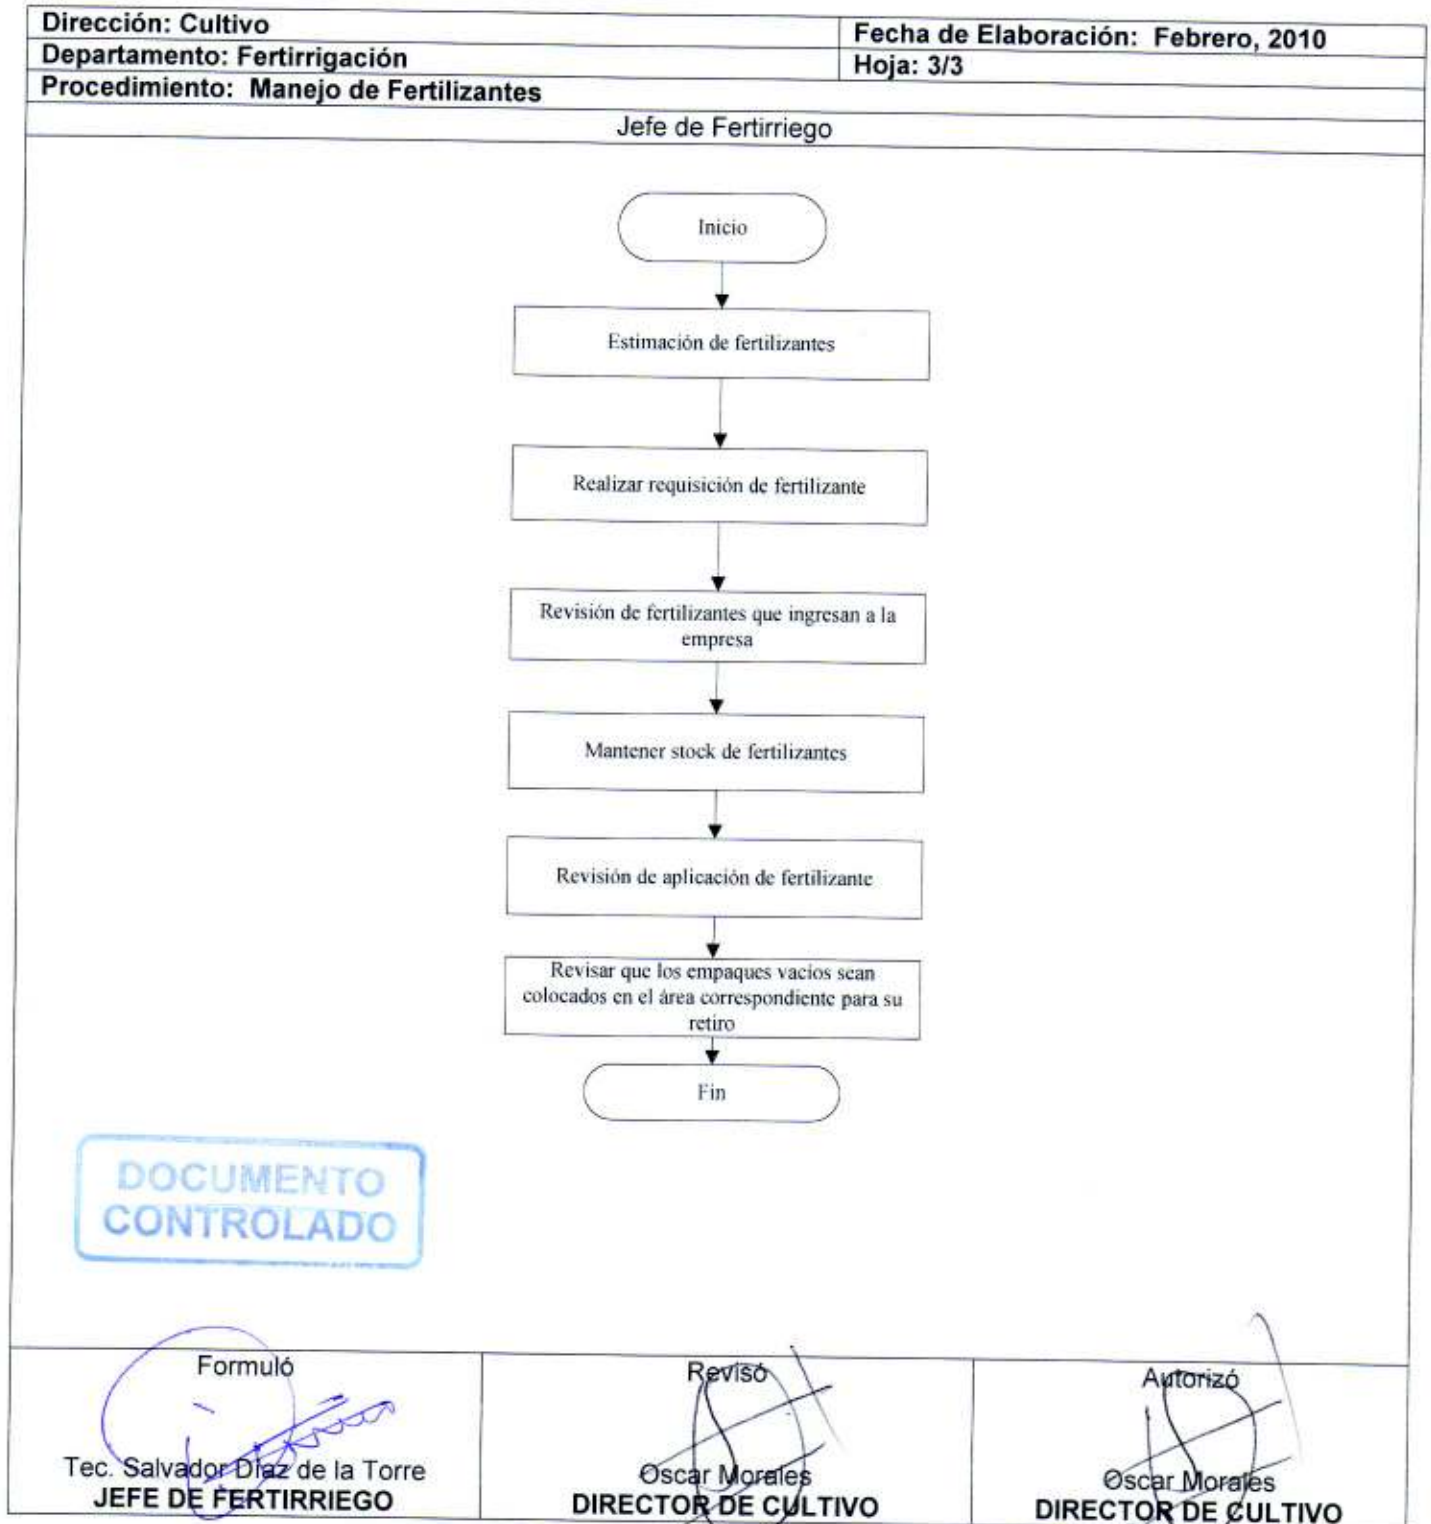 Dirección: Cultivo
Fecha de Elaboración: Febrero, 2010
Departamento: Fertirrigación
Hoja: 3/3
Procedimiento: Manejo de Fertilizantes
Jefe de Fertirriego
Inicio
Estimación de fertilizantes
Realizar requisición de fertilizante
Revisión de fertilizantes que ingresan a la
empresa
Mantener stock de fertilizantes
Revisión de aplicación de fertilizante
Revisar que los empaques vacios sean
colocados en el área correspondiente para su
retiro
Fin
DOCUMENTO
CONTROLADO
Formuló
Tec. Salvador Díaz de la Torre
JEFE DE FERTIRRIEGO
Revisó
Oscar Morales
DIRECTOR DE CULTIVO
Autorizó
Oscar Morales
DIRECTOR DE CULTIVO